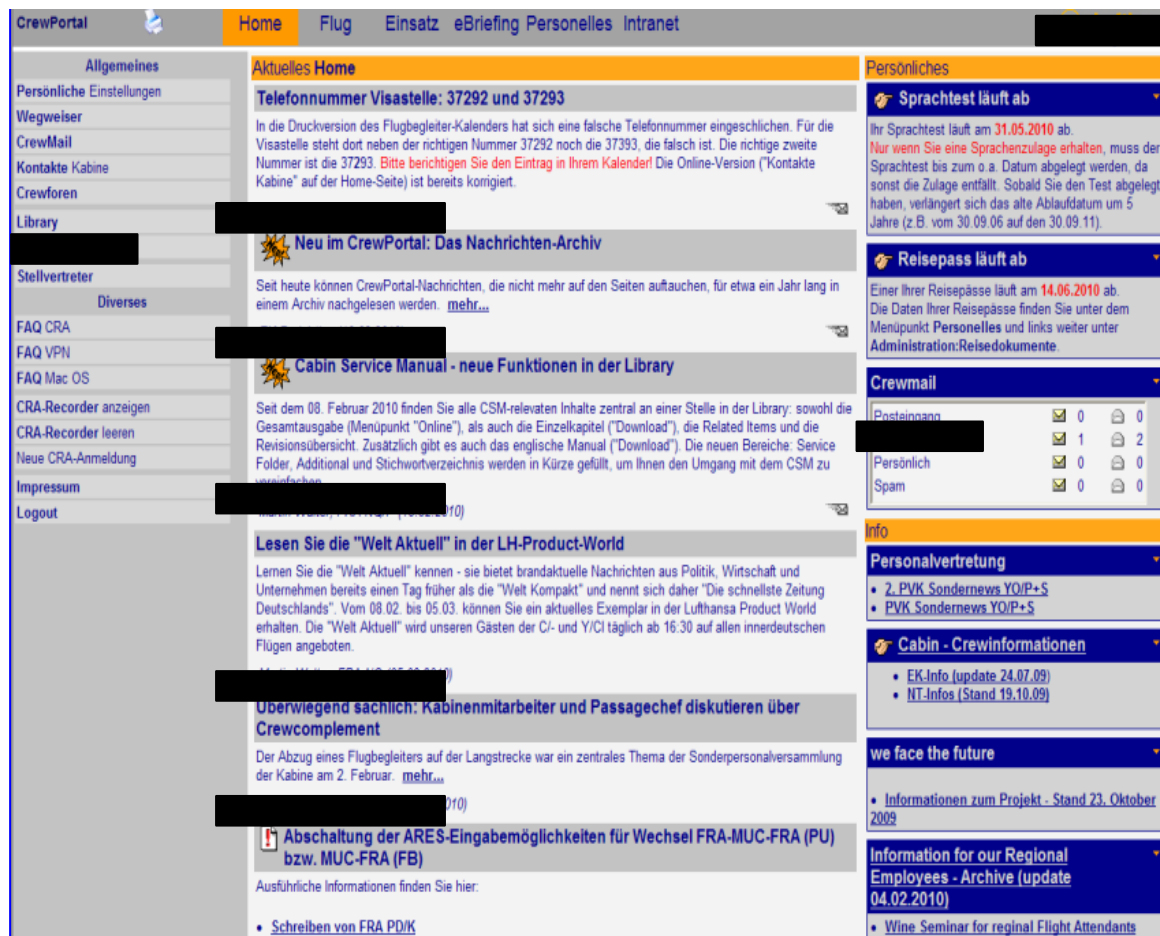 CrewPortal
Home Flug Einsatz eBriefing Personelles Intranet
Allgemeines
Persönliche Einstellungen
Wegweiser
CrewMail
Kontakte Kabine
Crewforen
Library
Stellvertreter
Diverses
FAQ CRA
FAQ VPN
FAQ Mac OS
CRA-Recorder anzeigen
CRA-Recorder leeren
Neue CRA-Anmeldung
Impressum
Logout
Aktuelles Home
Telefonnummer Visastelle: 37292 und 37293
In die Druckversion des Flugbegleiter-Kalenders hat sich eine falsche Telefonnummer eingeschlichen. Für die
Visastelle steht dort neben der richtigen Nummer 37292 noch die 37393, die falsch ist. Die richtige zweite
Nummer ist die 37293. Bitte berichtigen Sie den Eintrag in Ihrem Kalender! Die Online-Version ("Kontakte
Kabine" auf der Home-Seite) ist bereits korrigiert.
Neu im CrewPortal: Das Nachrichten-Archiv
Seit heute können CrewPortal-Nachrichten, die nicht mehr auf den Seiten auftauchen, für etwa ein Jahr lang in
einem Archiv nachgelesen werden. mehr...
Cabin Service Manual - neue Funktionen in der Library
Seit dem 08. Februar 2010 finden Sie alle CSM-relevaten Inhalte zentral an einer Stelle in der Library: sowohl die
Gesamtausgabe (Menüpunkt "Online"), als auch die Einzelkapitel ("Download"), die Related Items und die
Revisionsübersicht. Zusätzlich gibt es auch das englische Manual ("Download"). Die neuen Bereiche: Service
Folder, Additional und Stichwortverzeichnis werden in Kürze gefüllt, um Ihnen den Umgang mit dem CSM zu
vereinfachen
Lesen Sie die "Welt Aktuell" in der LH-Product-World
Lernen Sie die "Welt Aktuell" kennen - sie bietet brandaktuelle Nachrichten aus Politik, Wirtschaft und
Unternehmen bereits einen Tag früher als die "Welt Kompakt" und nennt sich daher "Die schnellste Zeitung
Deutschlands". Vom 08.02. bis 05.03. können Sie ein aktuelles Exemplar in der Lufthansa Product World
erhalten. Die "Welt Aktuell" wird unseren Gästen der C/- und Y/Cl täglich ab 16:30 auf allen innerdeutschen
Flügen angeboten.
Überwiegend sachlich: Kabinenmitarbeiter und Passagechef diskutieren über
Crewcomplement
Der Abzug eines Flugbegleiters auf der Langstrecke war ein zentrales Thema der Sonderpersonalversammlung
der Kabine am 2. Februar. mehr...
010)
Abschaltung der ARES-Eingabemöglichkeiten für Wechsel FRA-MUC-FRA (PU)
bzw. MUC-FRA (FB)
Ausführliche Informationen finden Sie hier:
• Schreiben von FRA PD/K
Persönliches
Sprachtest läuft ab
Ihr Sprachtest läuft am 31.05.2010 ab.
Nur wenn Sie eine Sprachenzulage erhalten, muss der
Sprachtest bis zum o.a. Datum abgelegt werden, da
sonst die Zulage entfällt. Sobald Sie den Test abgelegt
haben, verlängert sich das alte Ablaufdatum um 5
Jahre (z.B. vom 30.09.06 auf den 30.09.11).
Reisepass läuft ab
Einer Ihrer Reisepässe läuft am 14.06.2010 ab.
Die Daten Ihrer Reisepässe finden Sie unter dem
Menüpunkt Personelles und links weiter unter
Administration:Reisedokumente.
Crewmail
Posteingang 0 0
1 2
Persönlich 0 0
Spam 0 0
Info
Personalvertretung
• 2. PVK Sondernews YO/P+S
• PVK Sondernews YO/P+S
Cabin - Crewinformationen
• EK-Info (update 24.07.09)
• NT-Infos (Stand 19.10.09)
we face the future
• Informationen zum Projekt - Stand 23. Oktober
2009
Information for our Regional
Employees - Archive (update
04.02.2010)
• Wine Seminar for reginal Flight Attendants